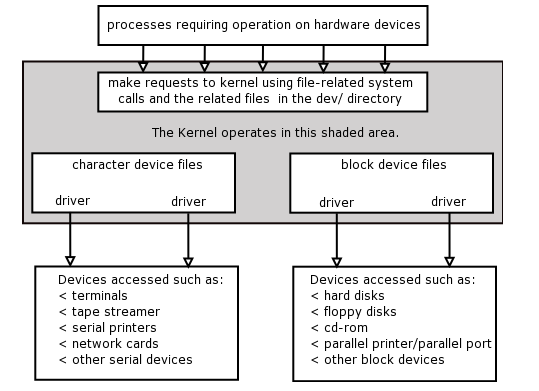 processes requiring operation on hardware devices
make requests to kernel using file-related system
calls and the related files in the dev/ directory
The Kernel operates in this shaded area.
character device files
driver driver
block device files
driver driver
Devices accessed such as:
< terminals
< tape streamer
< serial printers
< network cards
< other serial devices
Devices accessed such as:
< hard disks
< floppy disks
< cd-rom
< parallel printer/parallel port
< other block devices